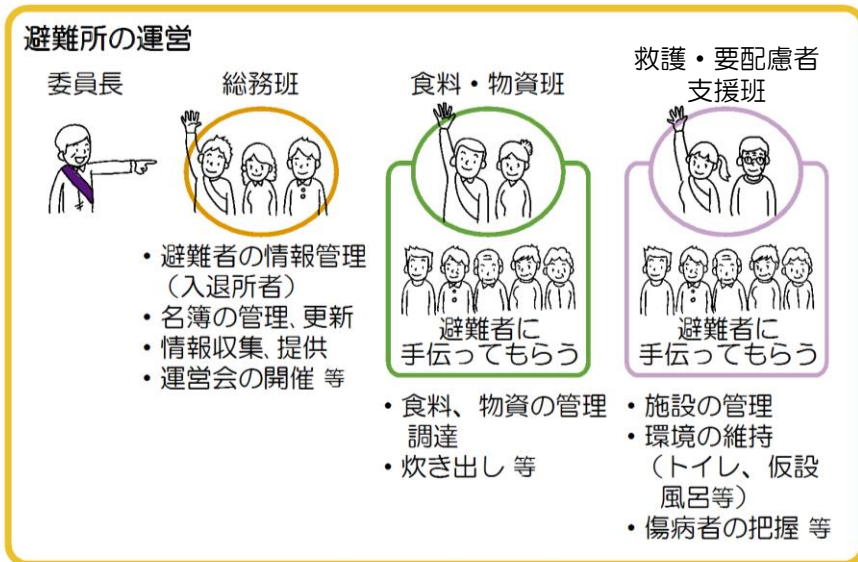 避難所の運営
委員長
総務班
・避難者の情報管理
（入退所者）
・名簿の管理、更新
・情報収集、提供
・運営会の開催 等
食料・物資班
避難者に
手伝ってもらう
・食料、物資の管理
調達
・炊き出し 等
救護・要配慮者
支援班
避難者に
手伝ってもらう
・施設の管理
・環境の維持
（トイレ、仮設
風呂等）
・傷病者の把握 等